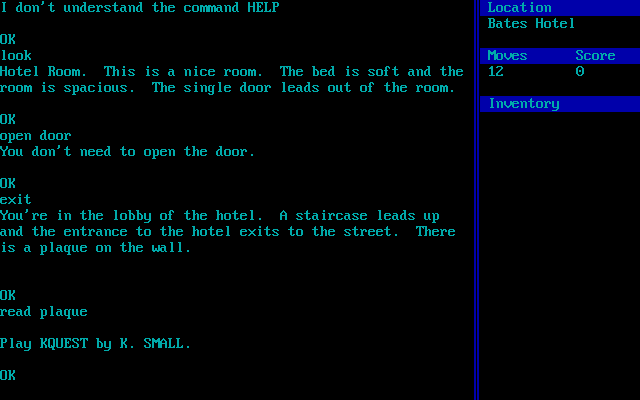 I don't understand the command HELP
OK
look
Hotel Room.  This is a nice room.  The bed is soft and the
room is spacious.  The single door leads out of the room.
OK
open door
You don't need to open the door.
OK
exit
You're in the lobby of the hotel.  A staircase leads up
and the entrance to the hotel exits to the street.  There
is a plaque on the wall.
OK
read plaque
Play KQUEST by K. SMALL.
OK
Location
Bates Hotel
Moves Score
12 0
Inventory